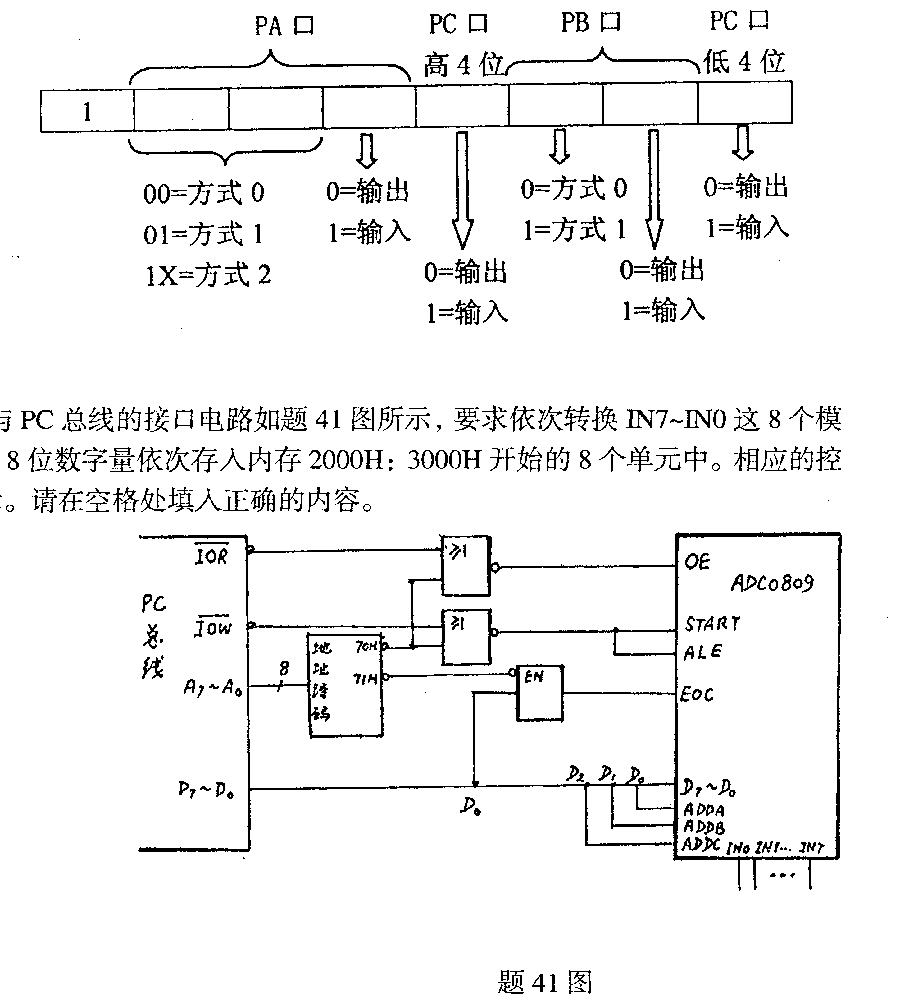 PA 口 PC 口 PB 口 PC 口
高 4 位 低 4 位
1
00=方式 0 0=输出 0=方式 0 0=输出
01=方式 1 1=输入 1=方式 1 1=输入
1X=方式 2 0=输出 0=输出
1=输入 1=输入
与 PC 总线的接口电路如题 41 图所示，要求依次转换 IN7~IN0 这 8 个模
8 位数字量依次存入内存 2000H：3000H 开始的 8 个单元中。相应的控
。请在空格处填入正确的内容。
IOR
≥1
OE
ADC0809
PC
总
线
IOW
≥1
START
ALE
地
址
译
码
70H
71H
8
A7~A0
EN
EOC
D7~D0
D0
D2 D1 D0
D7~D0
ADDA
ADDB
ADDC IN0 IN1... IN7
...
题 41 图